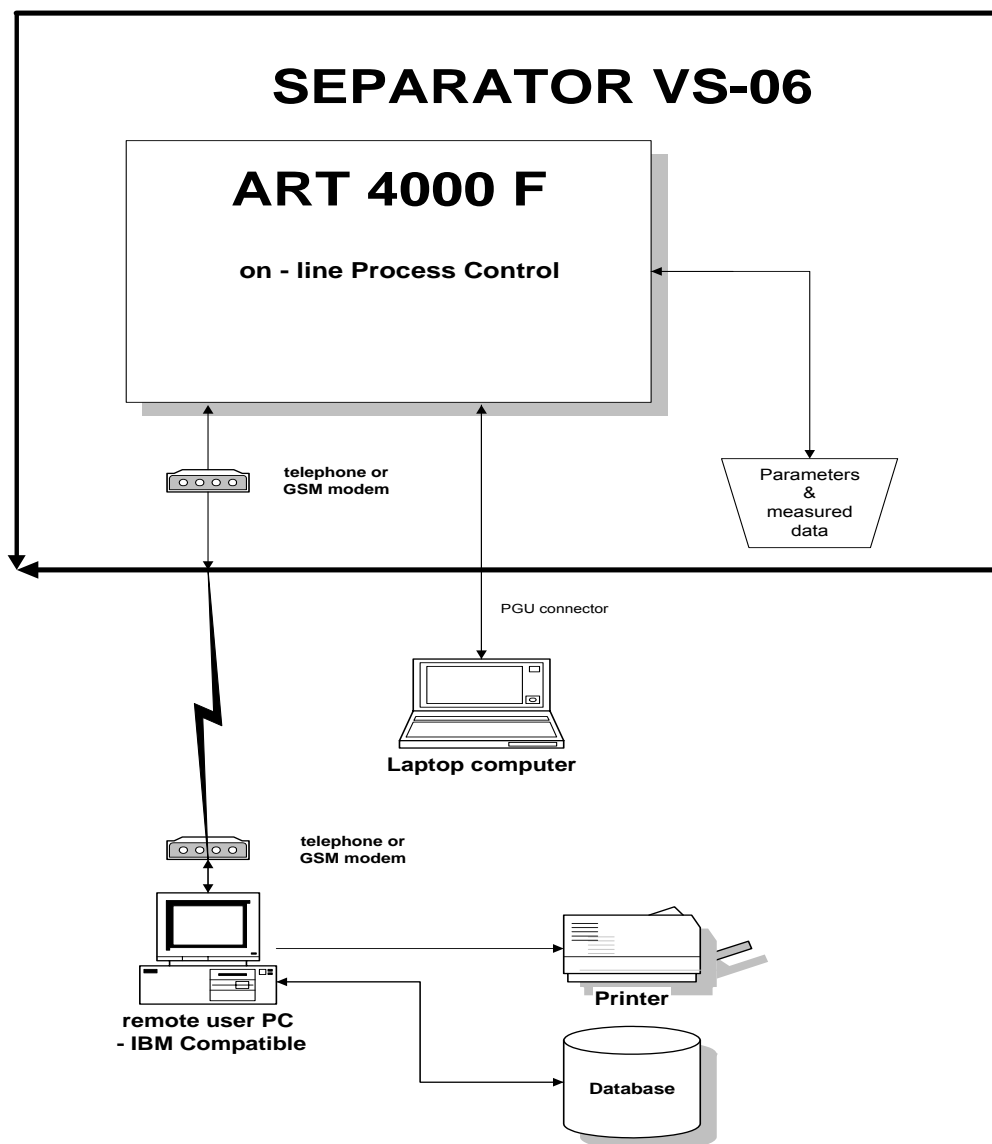 SEPARATOR VS-06
ART 4000 F
on - line Process Control
telephone or
GSM modem
Parameters
&
measured
data
PGU connector
Laptop computer
telephone or
GSM modem
remote user PC
- IBM Compatible
Printer
Database